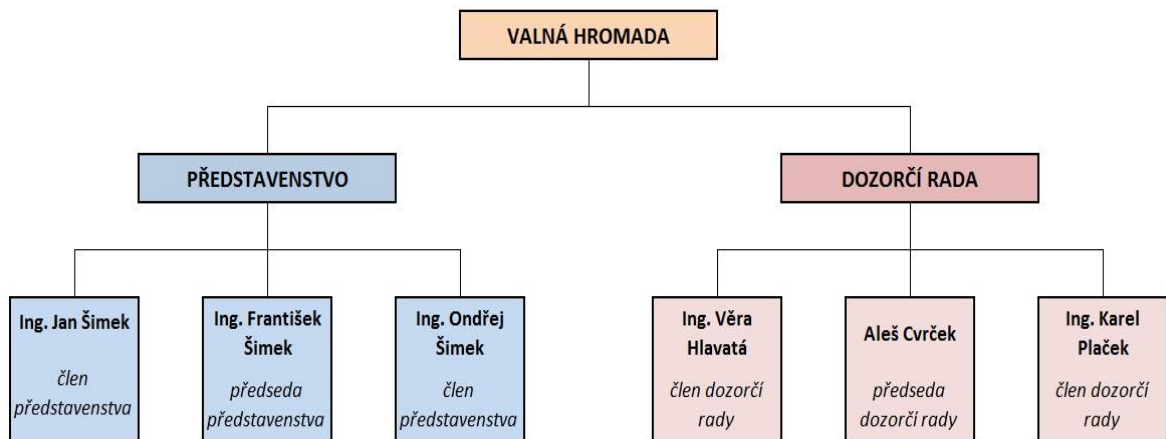 VALNÁ HROMADA
PŘEDSTAVENSTVO
DOZORČÍ RADA
Ing. Jan Šimek
člen
představenstva
Ing. František
Šimek
předseda
představenstva
Ing. Ondřej
Šimek
člen
představenstva
Ing. Věra
Hlavatá
člen dozorčí
rady
Aleš Cvrček
předseda
dozorčí rady
Ing. Karel
Plaček
člen dozorčí
rady